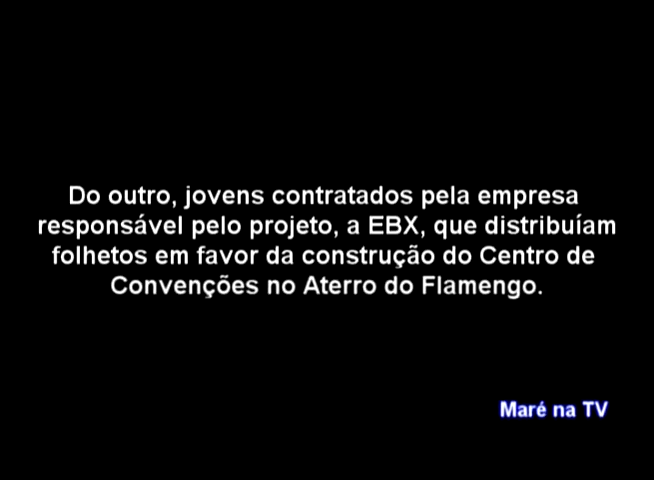 Do outro, jovens contratados pela empresa
responsável pelo projeto, a EBX, que distribuíam
folhetos em favor da construção do Centro de
Convenções no Aterro do Flamengo.
Maré na TV